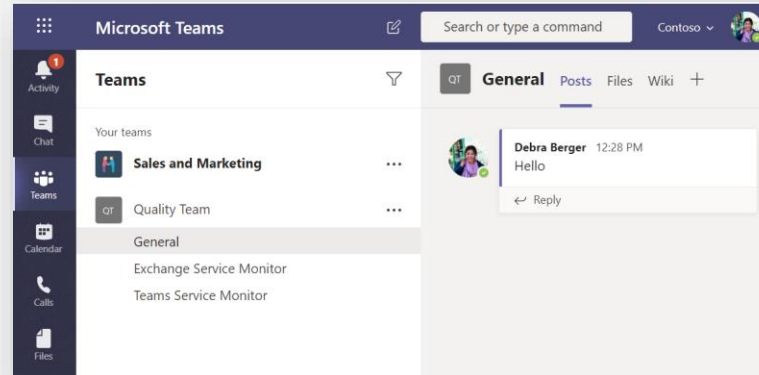 Microsoft Teams
Search or type a command
Contoso
1
Activity
Chat
Teams
Calendar
Calls
Files
Teams
Your teams
Sales and Marketing
QT Quality Team
General
Exchange Service Monitor
Teams Service Monitor
QT General Posts Files Wiki
Debra Berger 12:28 PM
Hello
Reply